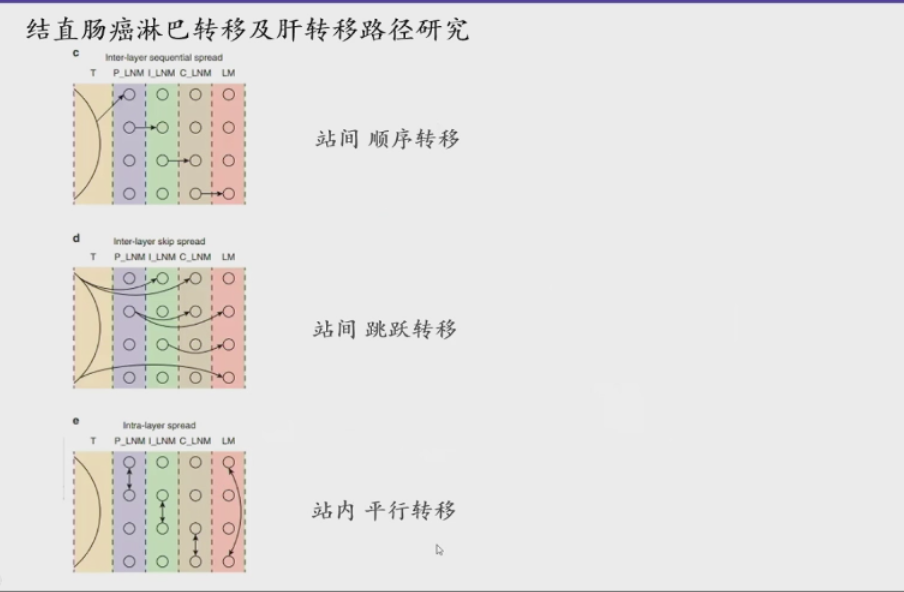 结直肠癌淋巴转移及肝转移路径研究
c
Inter-layer sequential spread
T P_LNM I_LNM C_LNM LM
站间 顺序转移
d
Inter-layer skip spread
T P_LNM I_LNM C_LNM LM
站间 跳跃转移
e
Intra-layer spread
T P_LNM I_LNM C_LNM LM
站内 平行转移